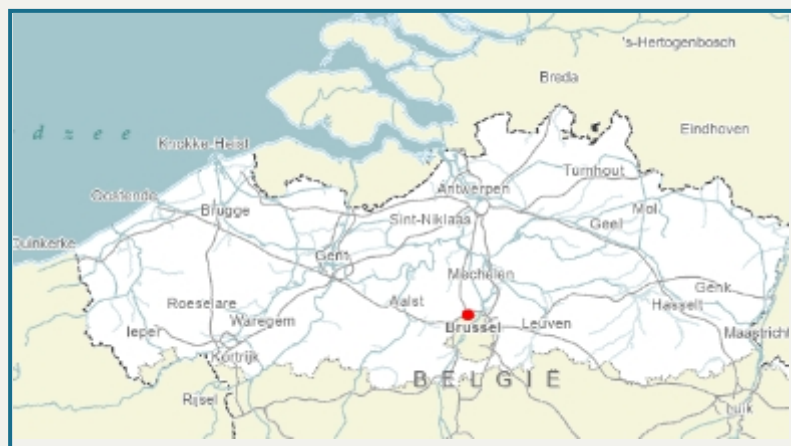 's-Hertogenbosch
Breda
d z e e
Eindhoven
Knokke-Heist
Turnhout
Antwerpen
Oostende
Mol
Brugge
Sint-Niklaas
Geel
Duinkerke
Gent
Mechelen
Genk
Roeselare
Aalst
Hasselt
Waregem
Brussel
Leuven
Ieper
Maastricht
Kortrijk
BELGIË
Rijsel
Luik